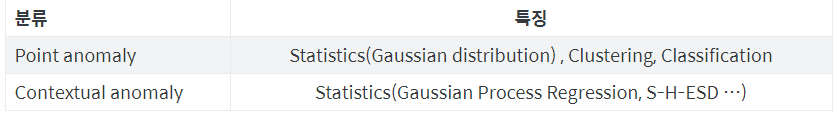 분류 특징
Point anomaly Statistics(Gaussian distribution) , Clustering, Classification
Contextual anomaly Statistics(Gaussian Process Regression, S-H-ESD ⋯)